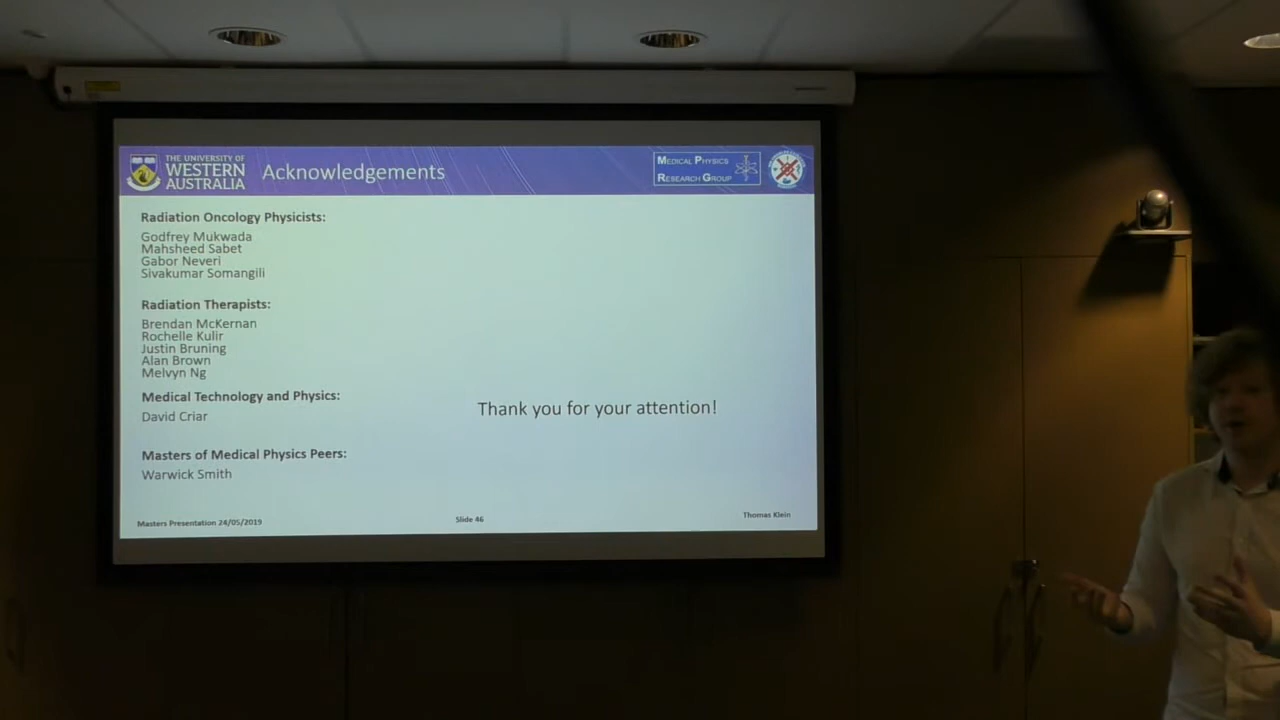 THE UNIVERSITY OF
WESTERN
AUSTRALIA
Acknowledgements
MEDICAL PHYSICS
RESEARCH GROUP
Radiation Oncology Physicists:
Godfrey Mukwada
Mahsheed Sabet
Gabor Neveri
Sivakumar Somangili
Radiation Therapists:
Brendan McKernan
Rochelle Kulir
Justin Bruning
Alan Brown
Melvyn Ng
Medical Technology and Physics:
David Criar
Thank you for your attention!
Masters of Medical Physics Peers:
Warwick Smith
Masters Presentation 24/05/2019
Slide 46
Thomas Klein